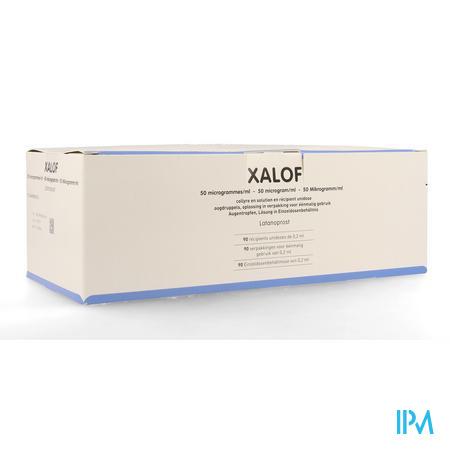 XALOF
50 microgrammes/ml - 50 microgram/ml - 50 Mikrogramm/ml
collyre en solution en récipient unidose
oogdruppels, oplossing in verpakking voor éénmalig gebruik
Augentropfen, Lösung in Einzeldosenbehältnis
Latanoprost
90 récipients unidoses de 0,2 ml
90 verpakkingen voor éénmalig
gebruik van 0,2 ml
90 Einzeldosenbehältnisse von 0,2 ml
XALOF
IPM